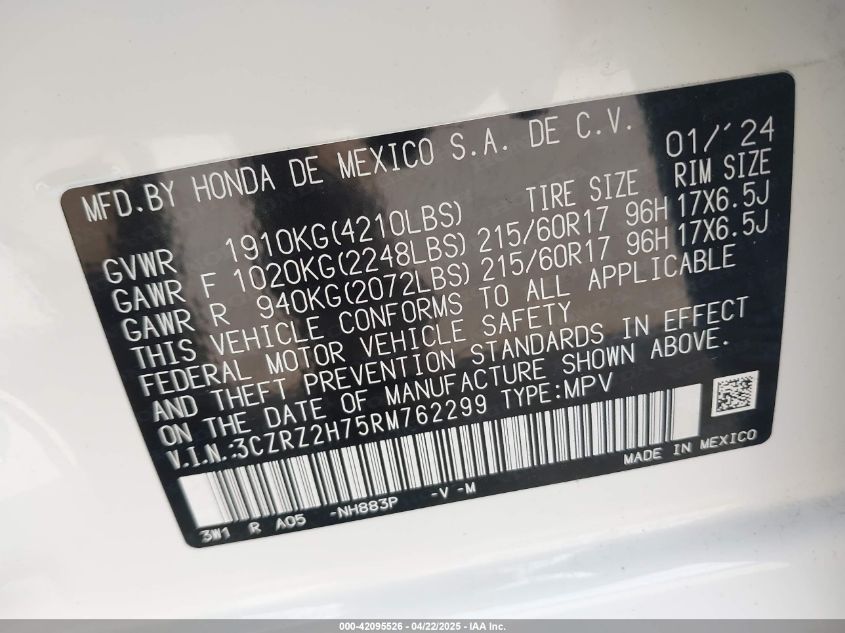 MFD.BY HONDA DE MEXICO S.A. DE C.V. 01/'24
TIRE SIZE RIM SIZE
GVWR 1910KG(4210LBS)
GAWR F 1020KG(2248LBS) 215/60R17 96H 17X6.5J
GAWR R 940KG(2072LBS) 215/60R17 96H 17X6.5J
THIS VEHICLE CONFORMS TO ALL APPLICABLE
FEDERAL MOTOR VEHICLE SAFETY
AND THEFT PREVENTION STANDARDS IN EFFECT
ON THE DATE OF MANUFACTURE SHOWN ABOVE.
V.I.N.:3CZRZ2H75RM762299 TYPE:MPV
3W1 R A05 -NH883P -V -M MADE IN MEXICO
000-42095526 - 04/22/2025 - IAA Inc.